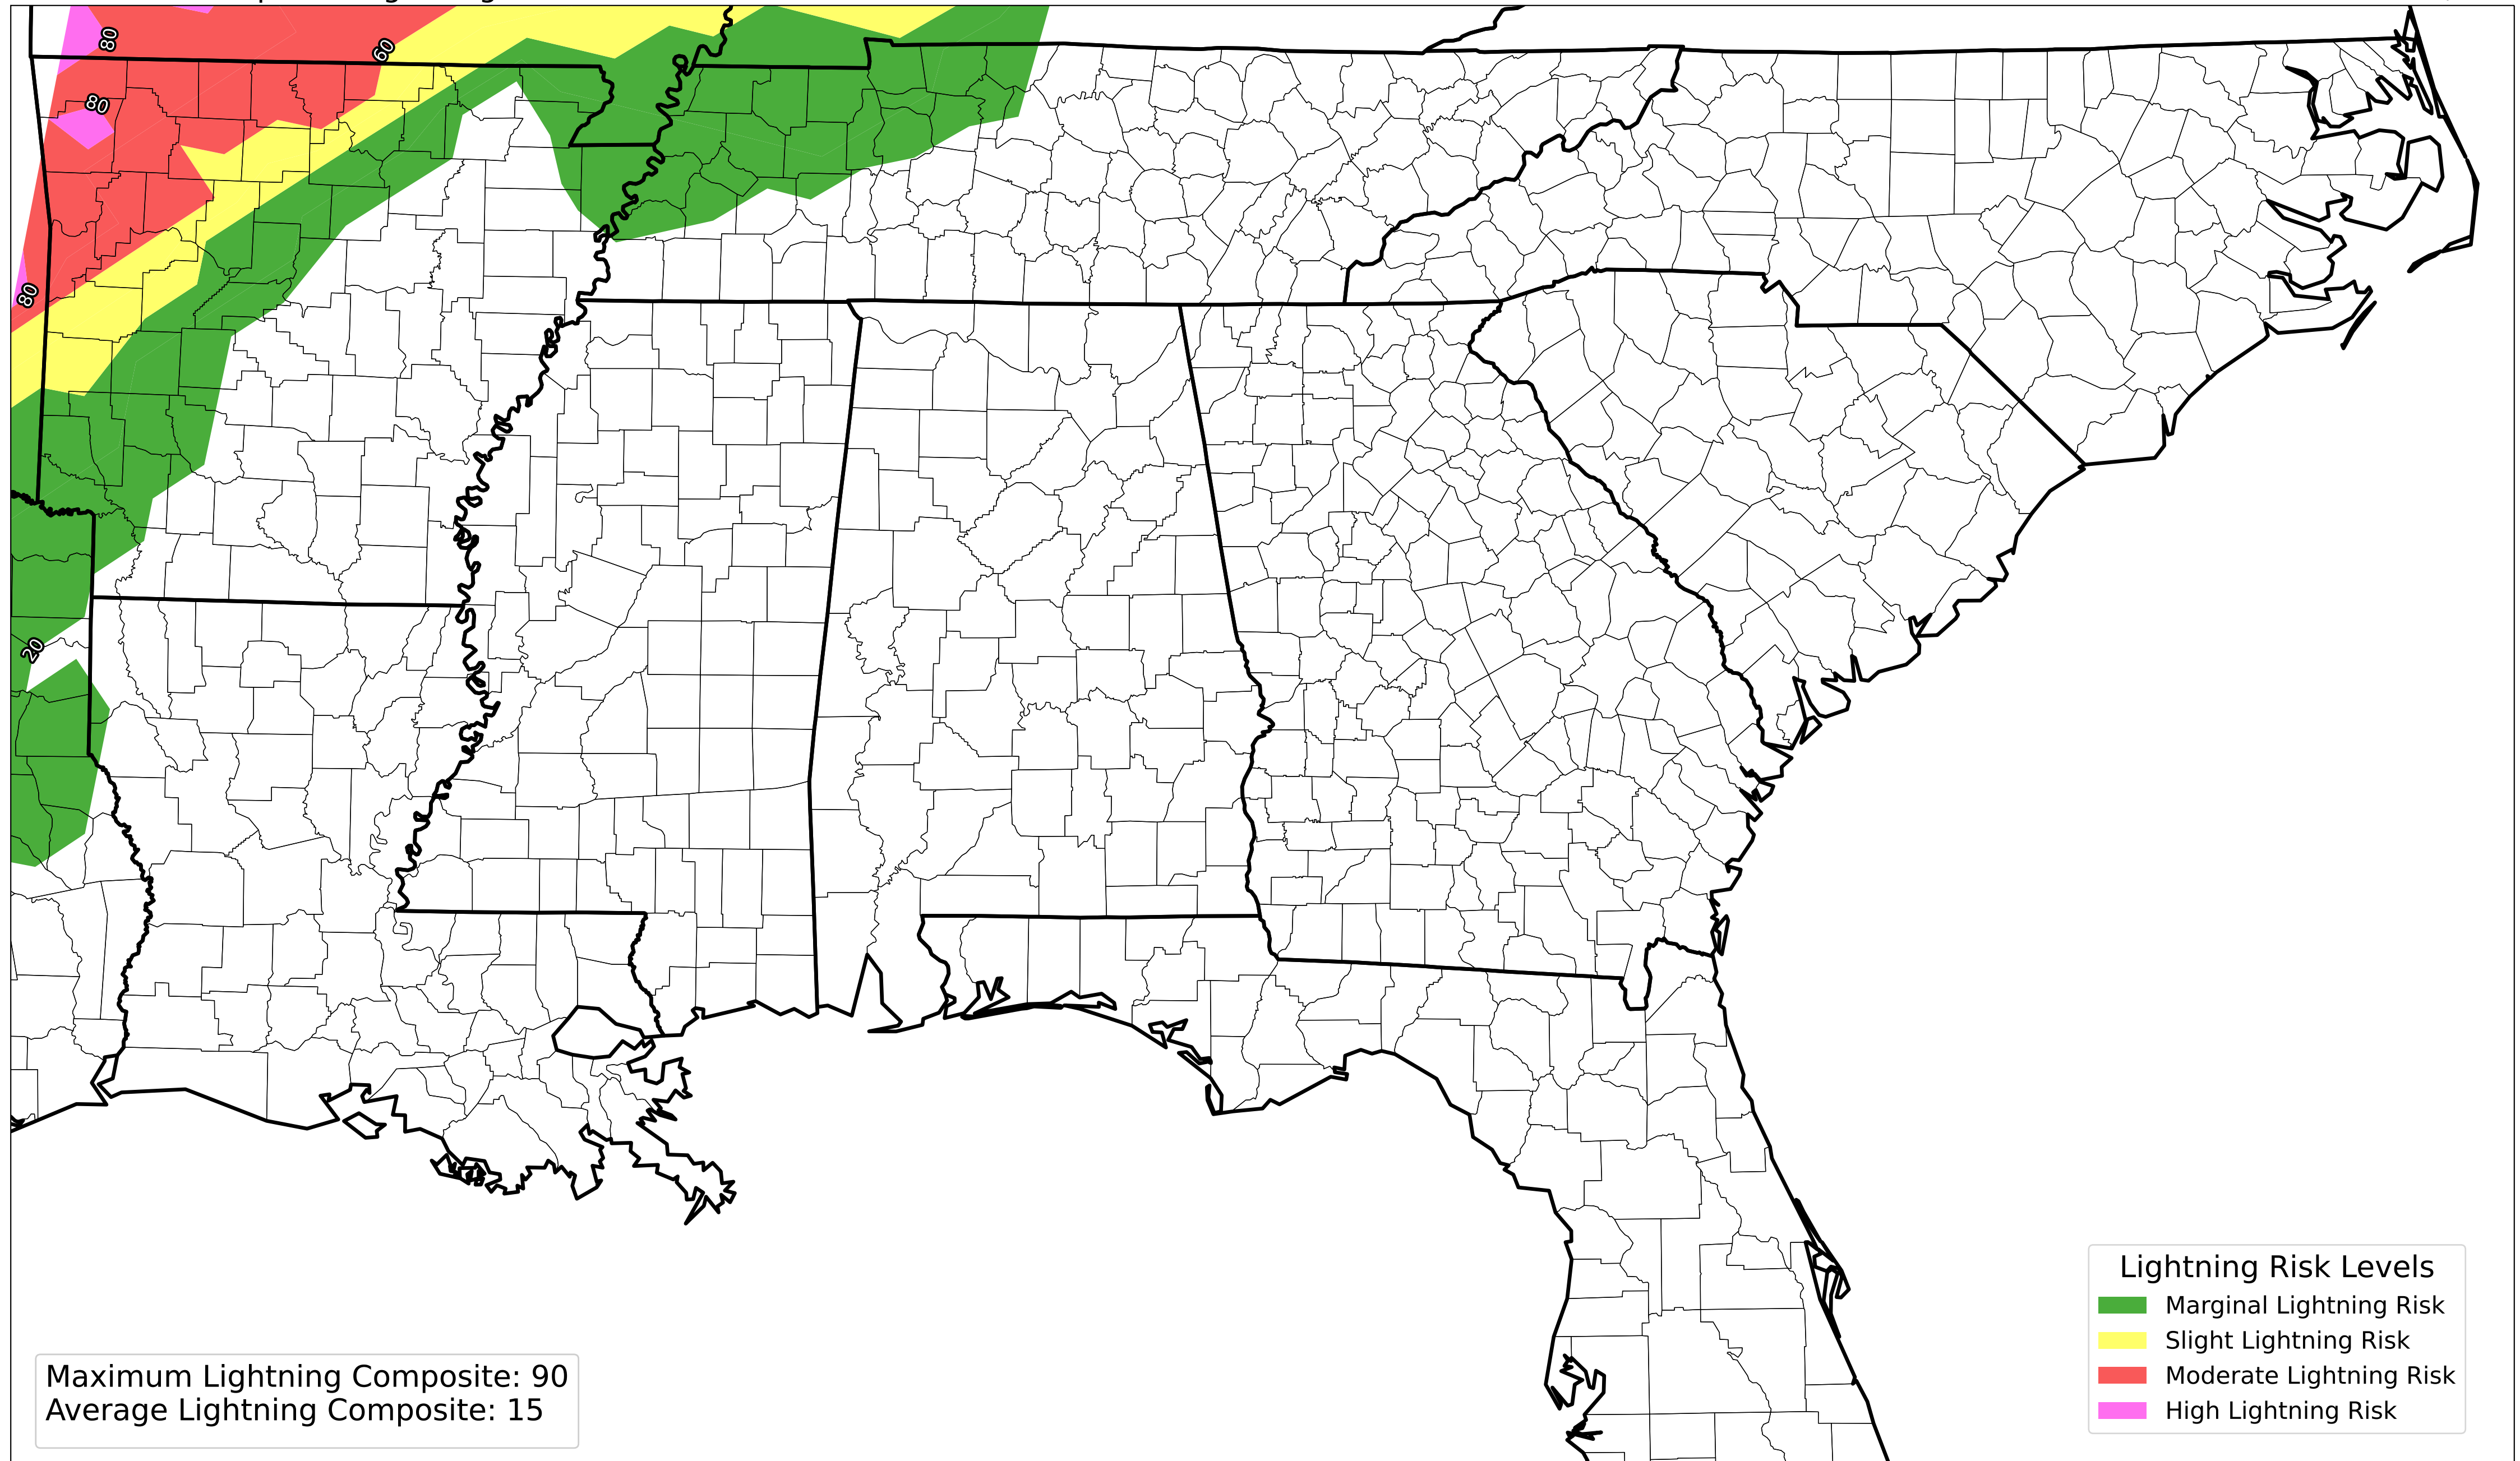 80
60
80
80
20
Lightning Risk Levels
Marginal Lightning Risk
Slight Lightning Risk
Moderate Lightning Risk
High Lightning Risk
Maximum Lightning Composite: 90
Average Lightning Composite: 15